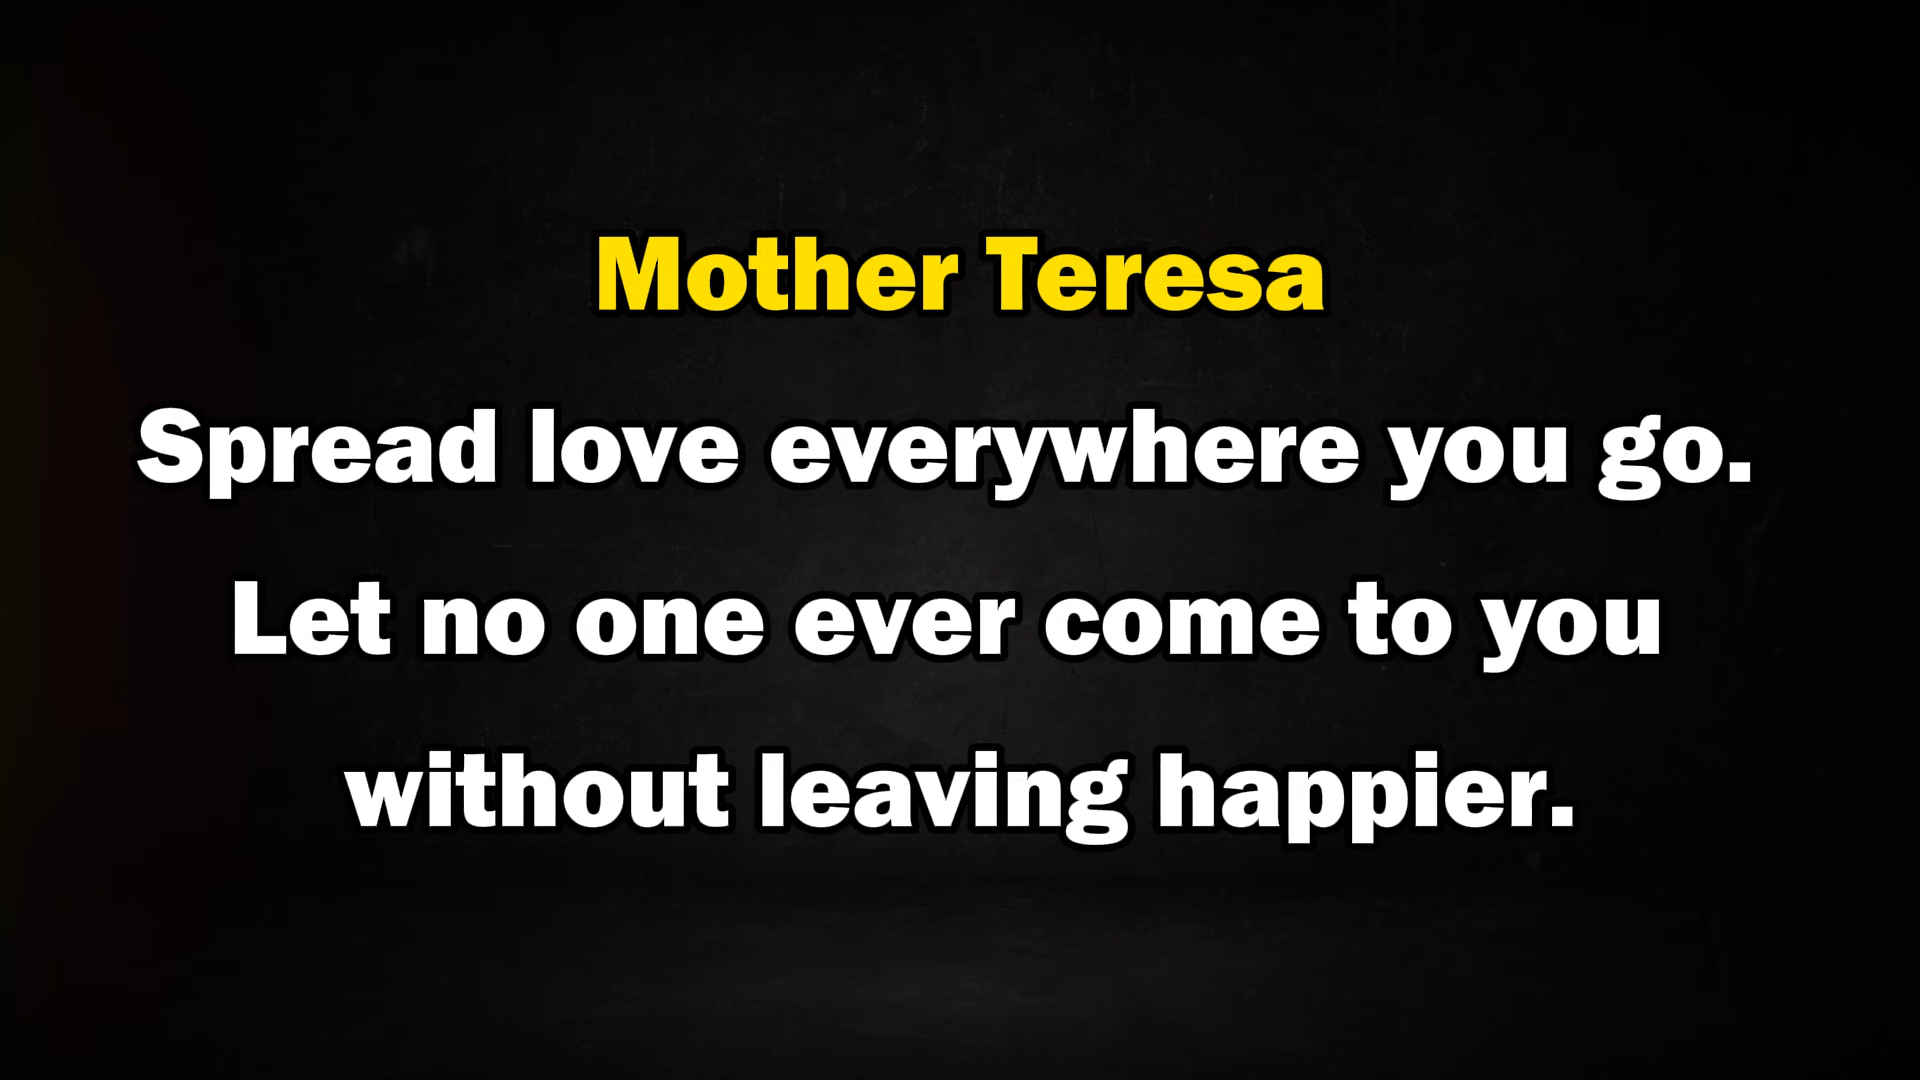 Mother Teresa
Spread love everywhere you go.
Let no one ever come to you
without leaving happier.